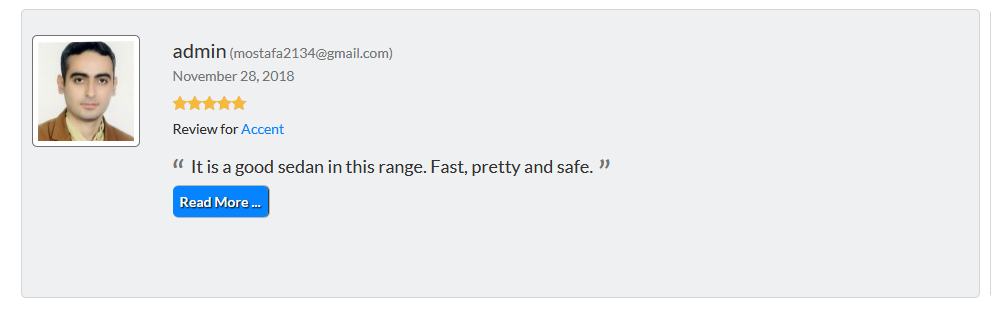 admin (mostafa2134@gmail.com)
November 28, 2018
Review for Accent
“ It is a good sedan in this range. Fast, pretty and safe. ”
Read More ...